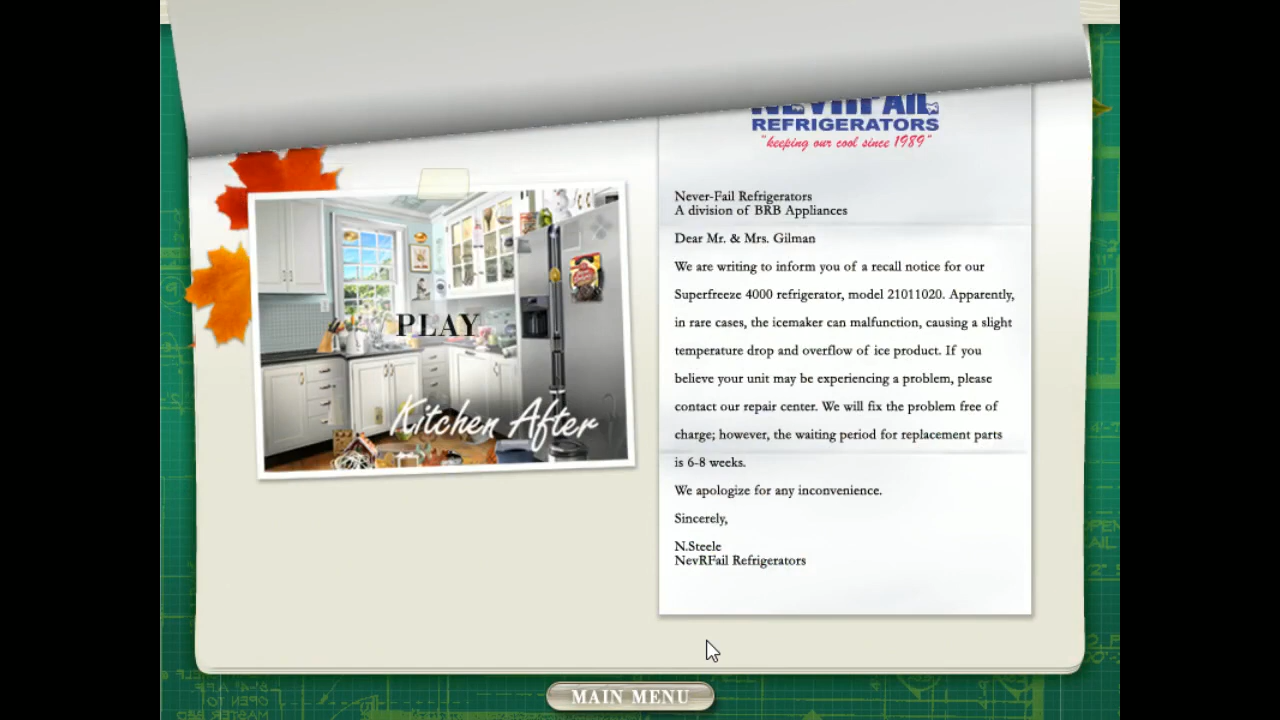 NEVRFAIL
REFRIGERATORS
"keeping our cool since 1989"
Never-Fail Refrigerators
A division of BRB Appliances
Dear Mr. & Mrs. Gilman
We are writing to inform you of a recall notice for our
Superfreeze 4000 refrigerator, model 21011020. Apparently,
in rare cases, the icemaker can malfunction, causing a slight
temperature drop and overflow of ice product. If you
believe your unit may be experiencing a problem, please
contact our repair center. We will fix the problem free of
charge; however, the waiting period for replacement parts
is 6-8 weeks.
We apologize for any inconvenience.
Sincerely,
N.Steele
NevRFail Refrigerators
PLAY
Kitchen After
MAIN MENU